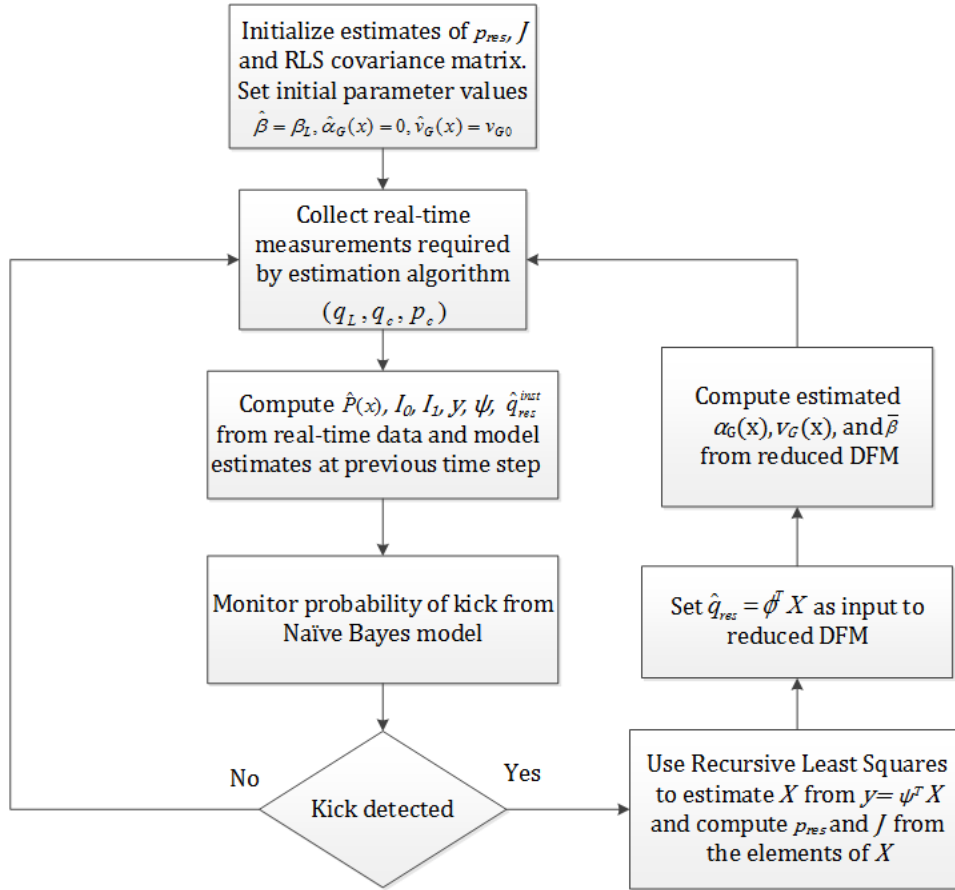 Initialize estimates of p_res, J
and RLS covariance matrix.
Set initial parameter values
β̂ = β_L, α̂_G(x) = 0, v̂_G(x) = v_G0
Collect real-time
measurements required
by estimation algorithm
(q_L, q_c, p_c)
Compute P̂(x), I_0, I_1, y, ψ, q̂_res^inst
from real-time data and model
estimates at previous time step
Monitor probability of kick from
Naïve Bayes model
Kick detected
No
Yes
Use Recursive Least Squares
to estimate X from y= ψ^T X
and compute p_res and J from
the elements of X
Set q̂_res = ϕ^T X as input to
reduced DFM
Compute estimated
α_G(x), v_G(x), and β̄
from reduced DFM